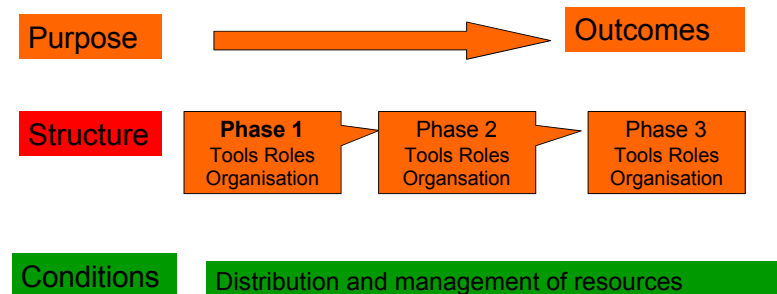 Purpose
Outcomes
Structure
Phase 1
Tools Roles
Organisation
Phase 2
Tools Roles
Organsation
Phase 3
Tools Roles
Organisation
Conditions
Distribution and management of resources